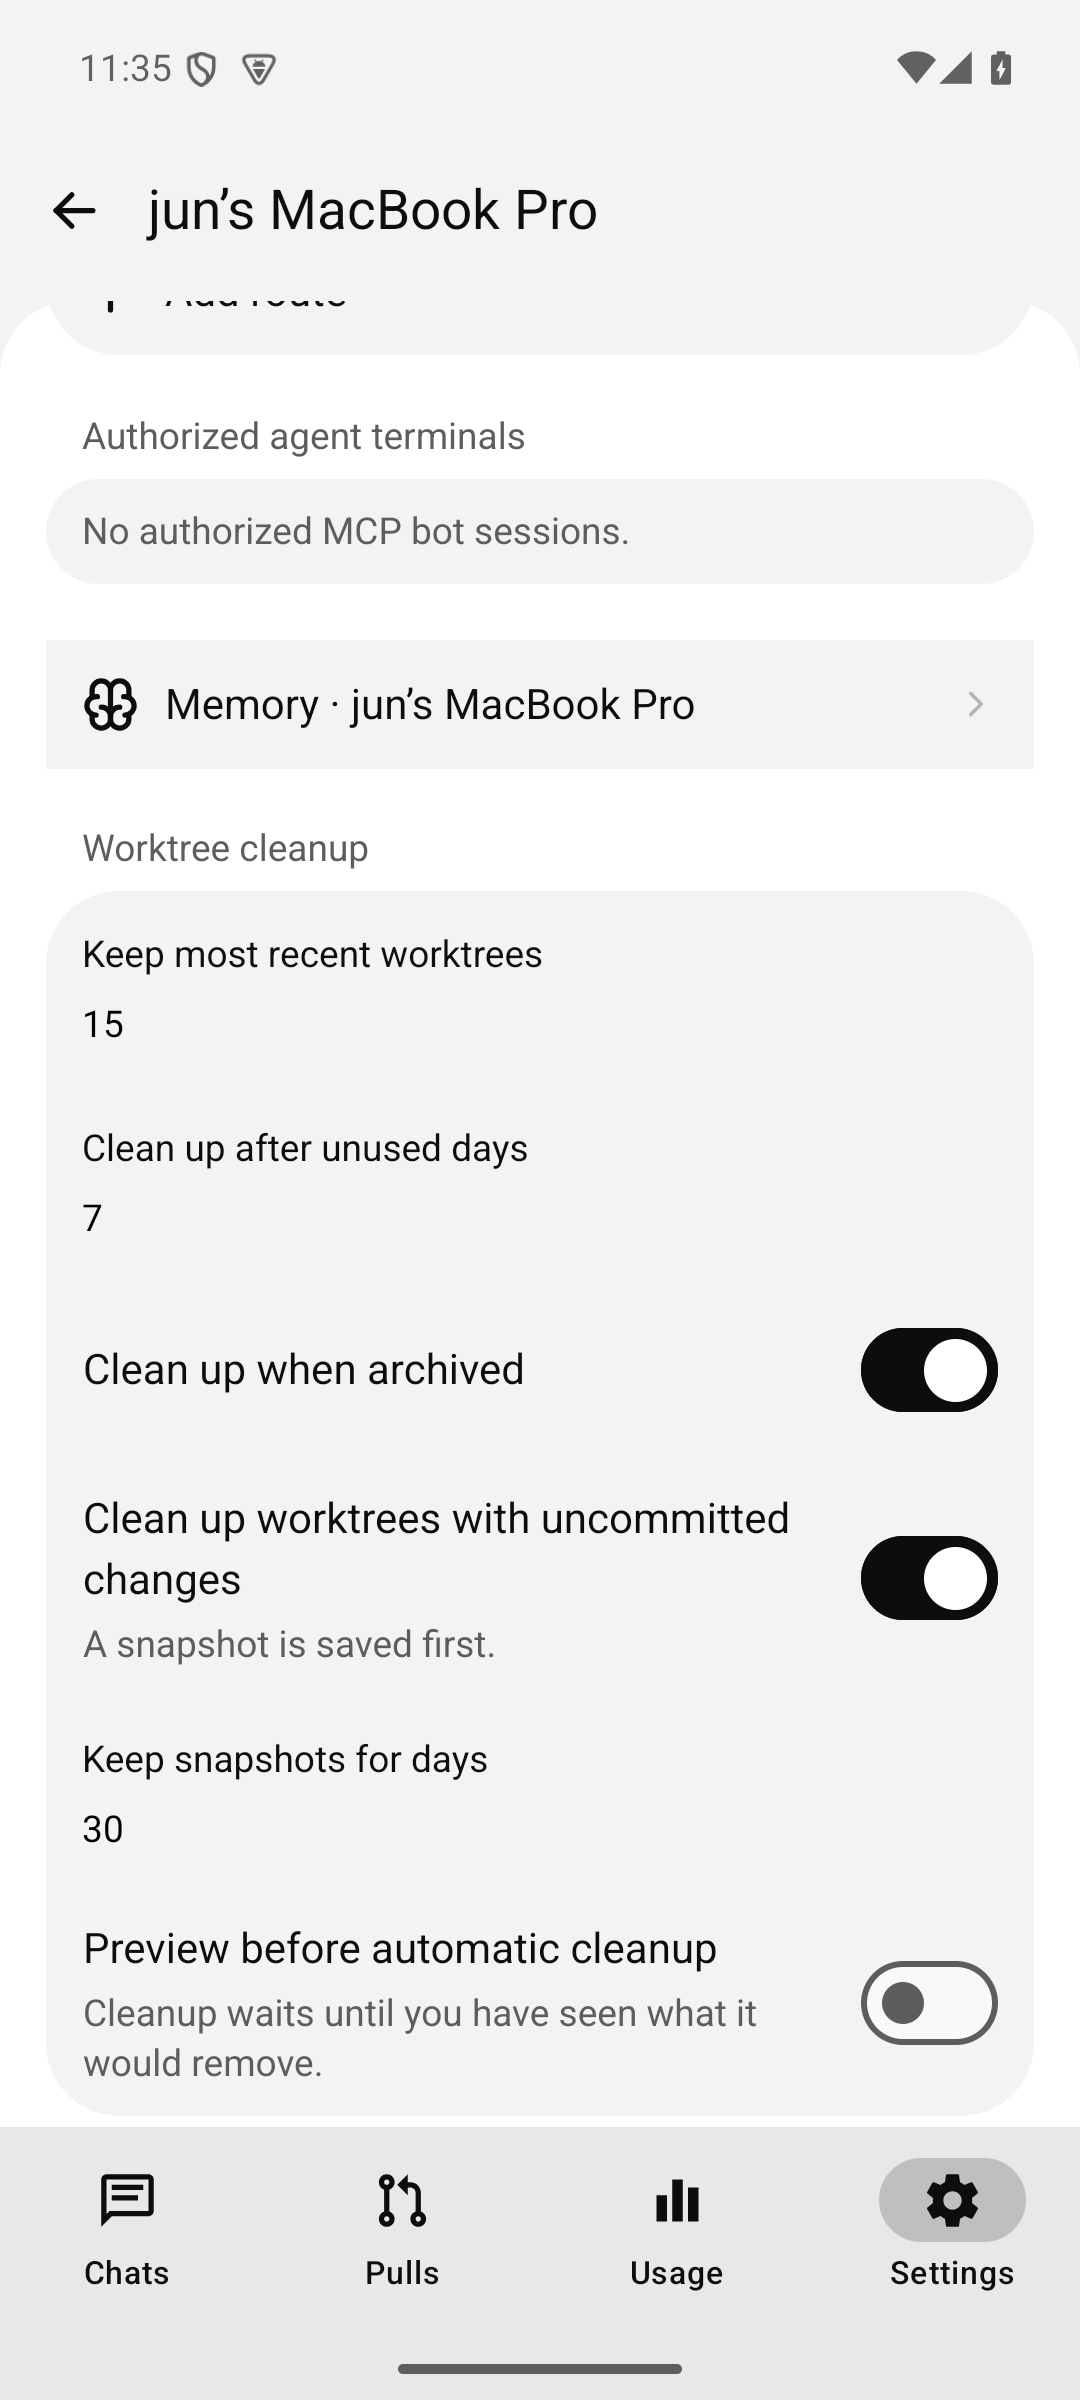 11:35
jun’s MacBook Pro
Add route
Authorized agent terminals
No authorized MCP bot sessions.
Memory · jun’s MacBook Pro
Worktree cleanup
Keep most recent worktrees
15
Clean up after unused days
7
Clean up when archived
Clean up worktrees with uncommitted
changes
A snapshot is saved first.
Keep snapshots for days
30
Preview before automatic cleanup
Cleanup waits until you have seen what it
would remove.
Chats
Pulls
Usage
Settings